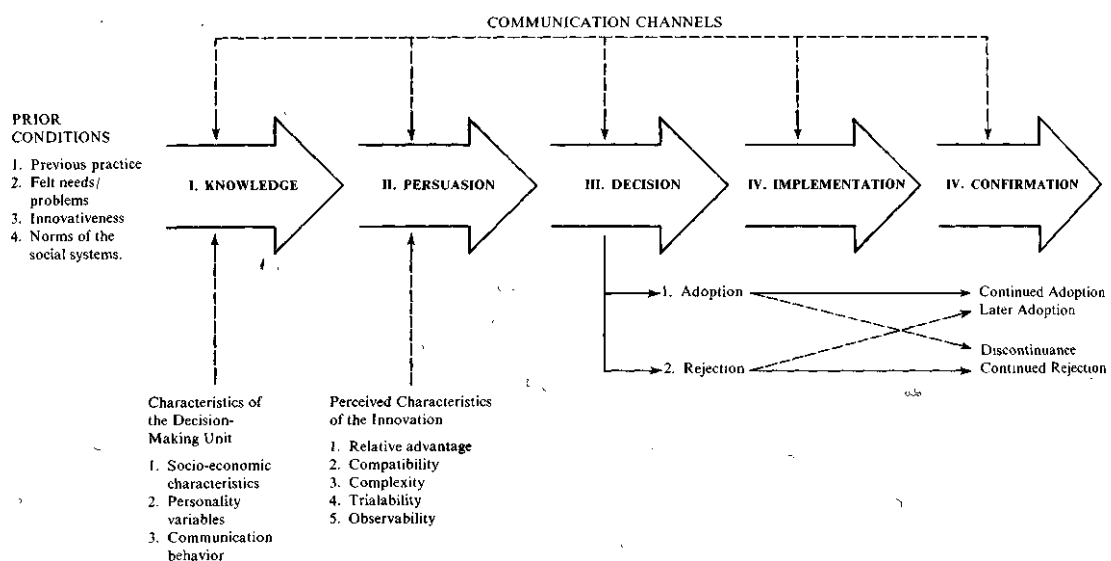 COMMUNICATION CHANNELS
PRIOR
CONDITIONS
1. Previous practice
2. Felt needs/
problems
3. Innovativeness
4. Norms of the
social systems.
I. KNOWLEDGE
II. PERSUASION
III. DECISION
IV. IMPLEMENTATION
IV. CONFIRMATION
1. Adoption
2. Rejection
Continued Adoption
Later Adoption
Discontinuance
Continued Rejection
Characteristics of
the Decision-
Making Unit
1. Socio-economic
characteristics
2. Personality
variables
3. Communication
behavior
Perceived Characteristics
of the Innovation
1. Relative advantage
2. Compatibility
3. Complexity
4. Trialability
5. Observability